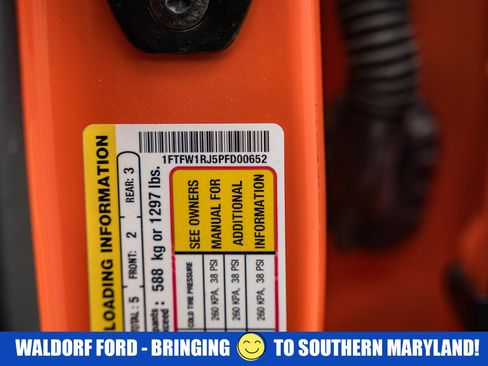 1FTFW1RJ5PFD00652
LOADING INFORMATION
TOTAL : 5 FRONT: 2 REAR: 3
588 kg or 1297 lbs.
SEE OWNERS
MANUAL FOR
ADDITIONAL
INFORMATION
COLD TIRE PRESSURE
260 KPA, 38 PSI
260 KPA, 38 PSI
260 KPA, 38 PSI
WALDORF FORD - BRINGING TO SOUTHERN MARYLAND!